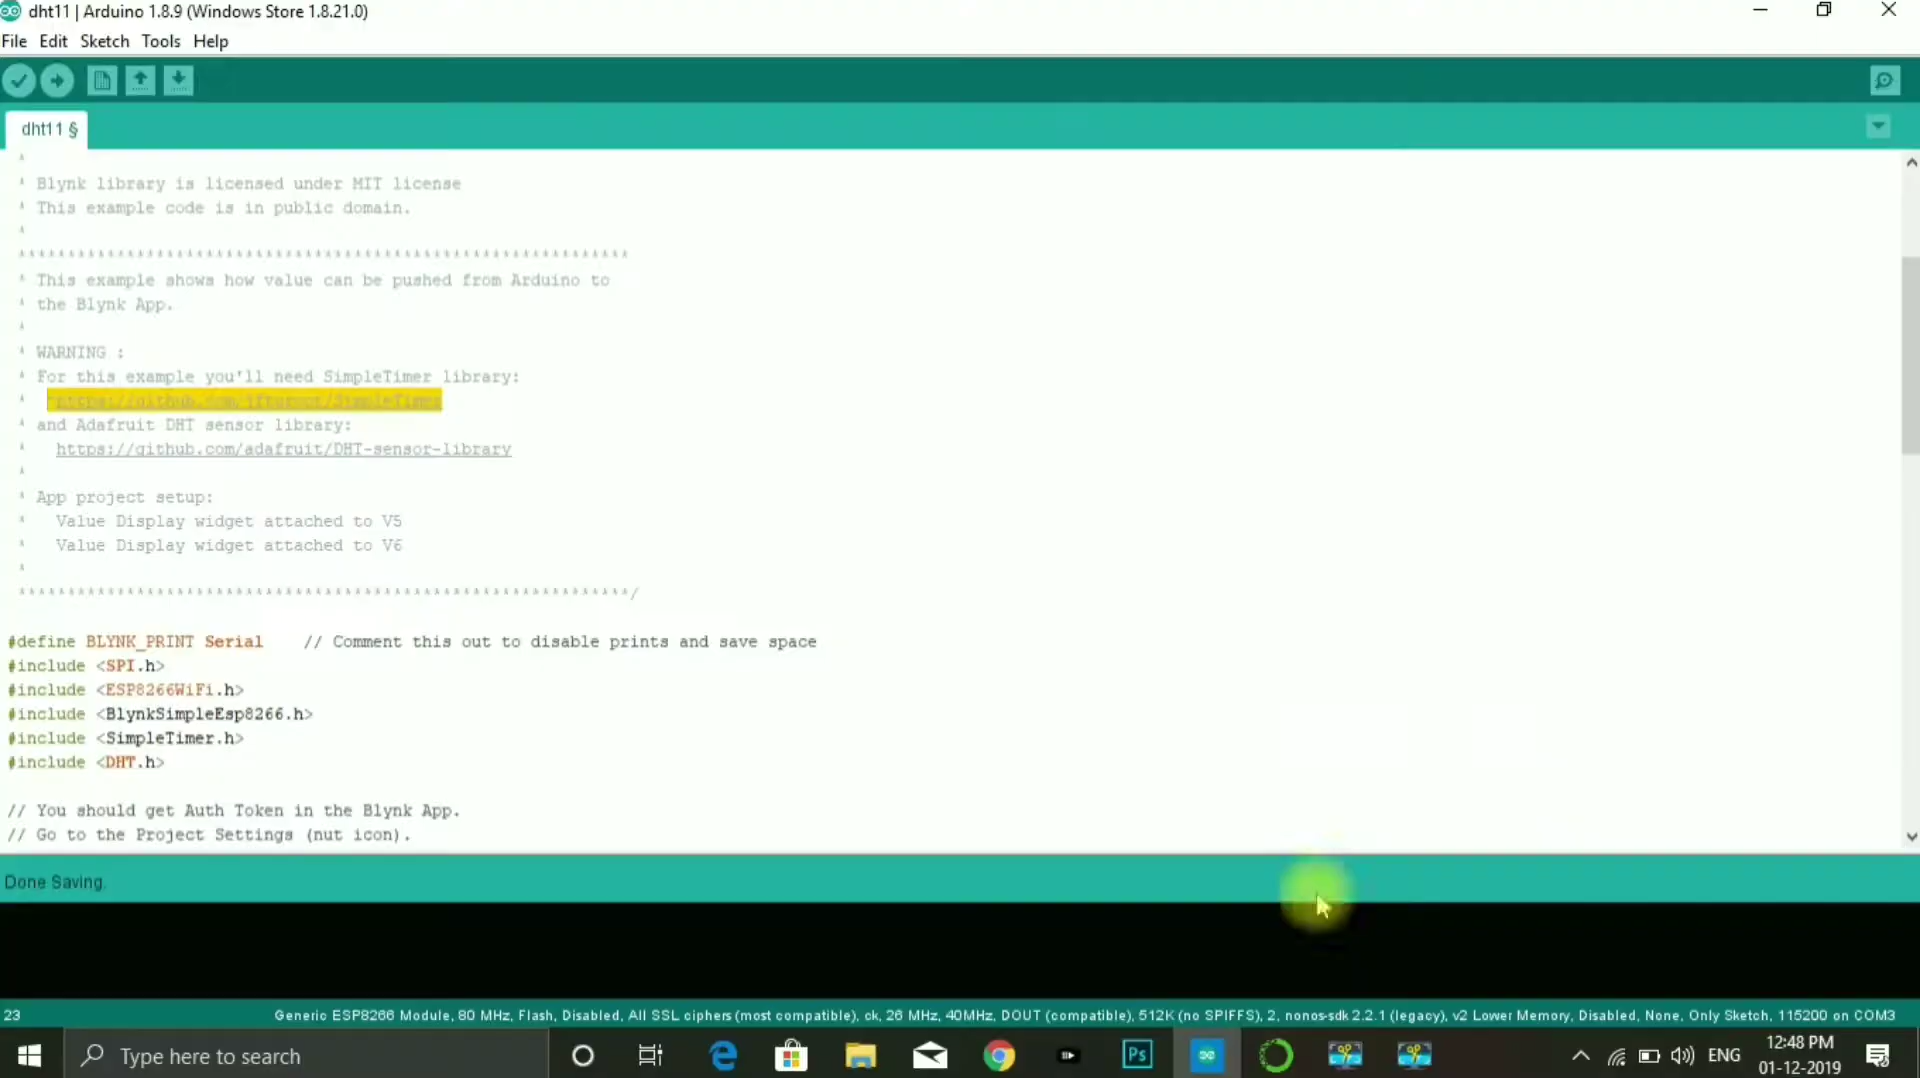 dht11 | Arduino 1.8.9 (Windows Store 1.8.21.0)
File Edit Sketch Tools Help
dht11 §
*
* Blynk library is licensed under MIT license
* This example code is in public domain.
*
**************************************************************
* This example shows how value can be pushed from Arduino to
* the Blynk App.
*
* WARNING :
* For this example you'll need SimpleTimer library:
*
* and Adafruit DHT sensor library:
* https://github.com/adafruit/DHT-sensor-library
*
* App project setup:
* Value Display widget attached to V5
* Value Display widget attached to V6
*
**************************************************************/
#define BLYNK_PRINT Serial // Comment this out to disable prints and save space
#include <SPI.h>
#include <ESP8266WiFi.h>
#include <BlynkSimpleEsp8266.h>
#include <SimpleTimer.h>
#include <DHT.h>
// You should get Auth Token in the Blynk App.
// Go to the Project Settings (nut icon).
Done Saving.
23 Generic ESP8266 Module, 80 MHz, Flash, Disabled, All SSL ciphers (most compatible), ck, 26 MHz, 40MHz, DOUT (compatible), 512K (no SPIFFS), 2, nonos-sdk 2.2.1 (legacy), v2 Lower Memory, Disabled, None, Only Sketch, 115200 on COM3
Type here to search
Ps
ENG
12:48 PM
01-12-2019